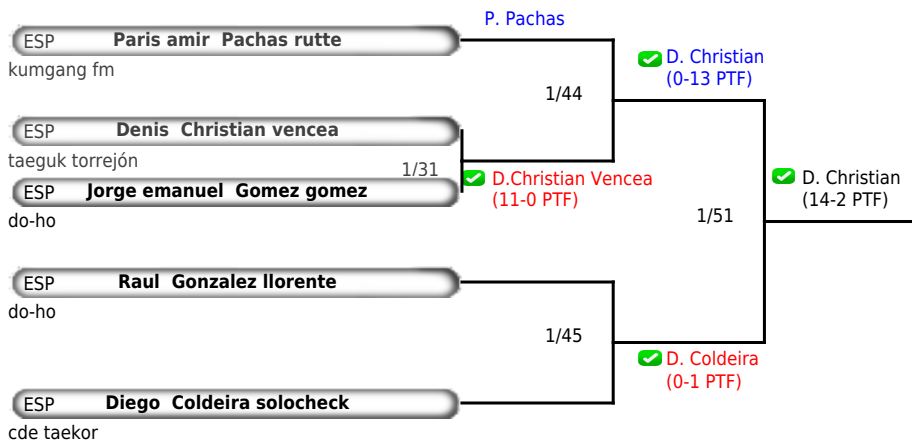 P. Pachas
ESP Paris amir Pachas rutte
kumgang fm
D. Christian
(0-13 PTF)
1/44
ESP Denis Christian vencea
taeguk torrejón
1/31
D.Christian Vencea
(11-0 PTF)
ESP Jorge emanuel Gomez gomez
do-ho
D. Christian
(14-2 PTF)
1/51
ESP Raul Gonzalez llorente
do-ho
1/45
D. Coldeira
(0-1 PTF)
ESP Diego Coldeira solocheck
cde taekor